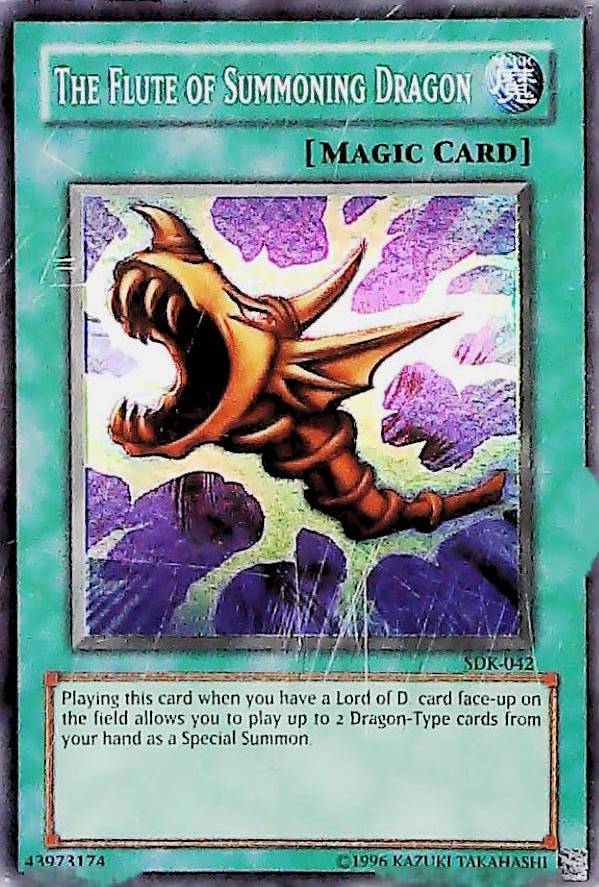 THE FLUTE OF SUMMONING DRAGON
魔
[MAGIC CARD]
SDK-042
Playing this card when you have a Lord of D. card face-up on
the field allows you to play up to 2 Dragon-Type cards from
your hand as a Special Summon.
43973174
©1996 KAZUKI TAKAHASHI